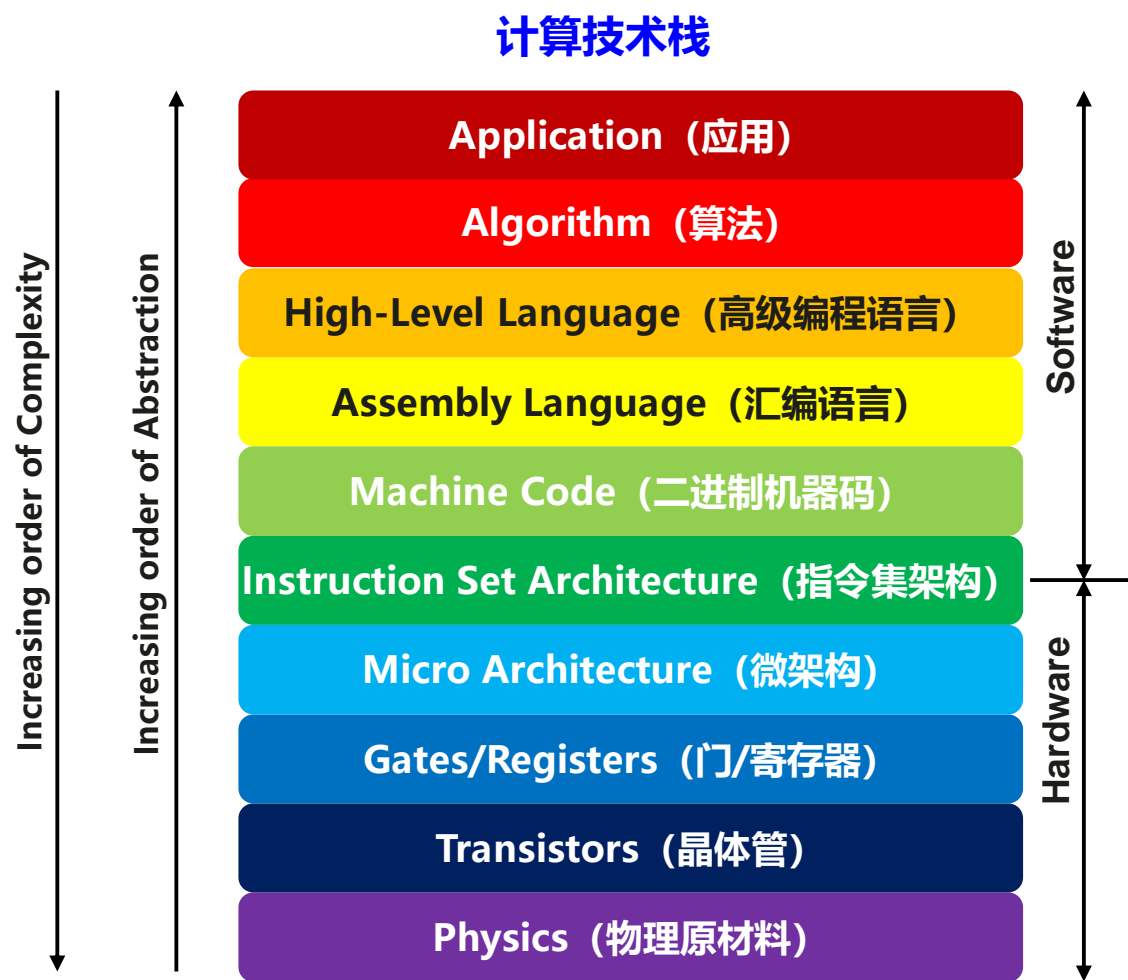 计算技术栈
Increasing order of Complexity
Increasing order of Abstraction
Application（应用）
Algorithm（算法）
High-Level Language（高级编程语言）
Assembly Language（汇编语言）
Machine Code（二进制机器码）
Instruction Set Architecture（指令集架构）
Micro Architecture（微架构）
Gates/Registers（门/寄存器）
Transistors（晶体管）
Physics（物理原材料）
Software
Hardware